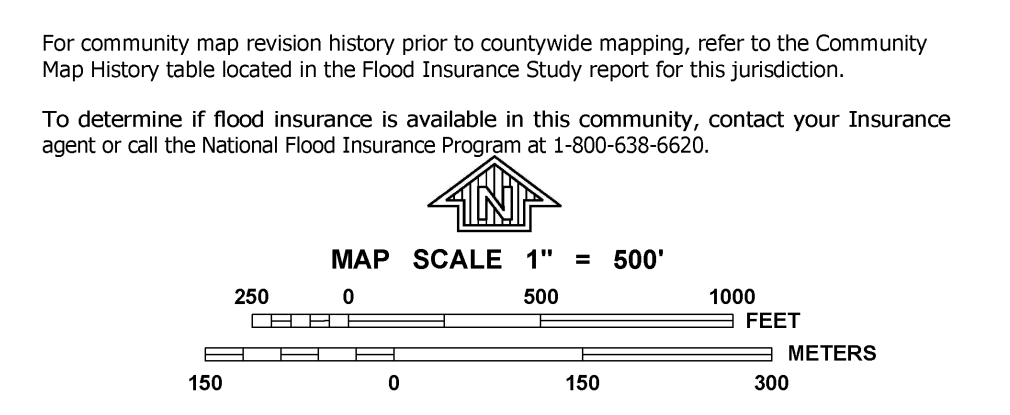 For community map revision history prior to countywide mapping, refer to the Community
Map History table located in the Flood Insurance Study report for this jurisdiction.
To determine if flood insurance is available in this community, contact your Insurance
agent or call the National Flood Insurance Program at 1-800-638-6620.
N
MAP SCALE 1" = 500'
250 0 500 1000
FEET
METERS
150 0 150 300